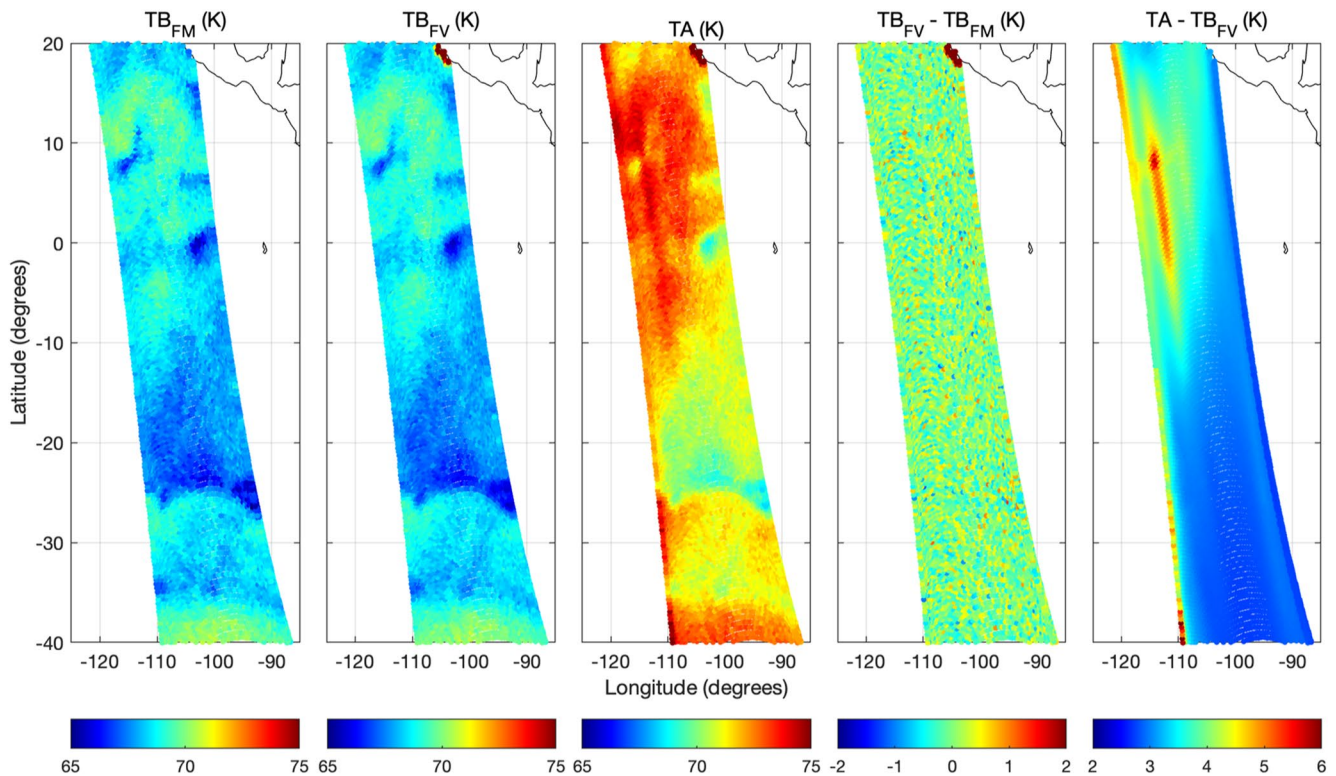 TB_FM (K) TB_FV (K) TA (K) TB_FV - TB_FM (K) TA - TB_FV (K)
20
10
0
-10
-20
-30
-40
Latitude (degrees)
-120 -110 -100 -90 -120 -110 -100 -90 -120 -110 -100 -90 -120 -110 -100 -90 -120 -110 -100 -90
Longitude (degrees)
65 70 75 65 70 75 65 70 75 -2 -1 0 1 2 2 3 4 5 6